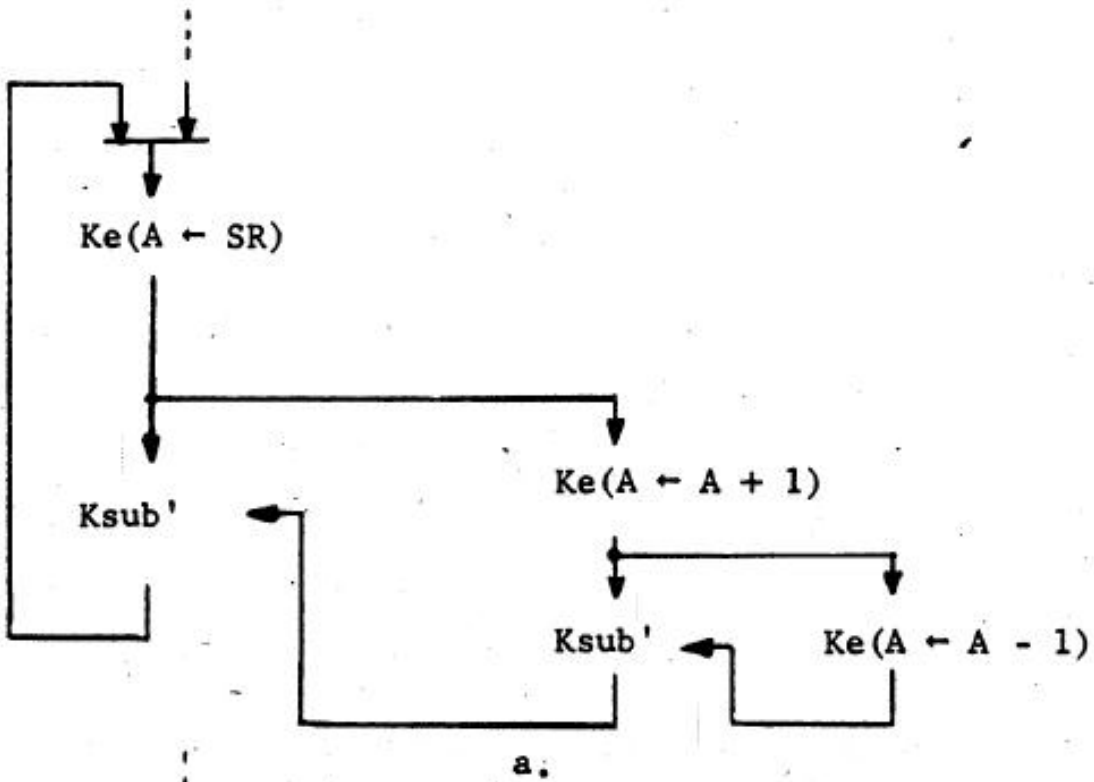 Ke(A ← SR)
Ke(A ← A + 1)
Ksub'
Ksub'
Ke(A ← A - 1)
a.